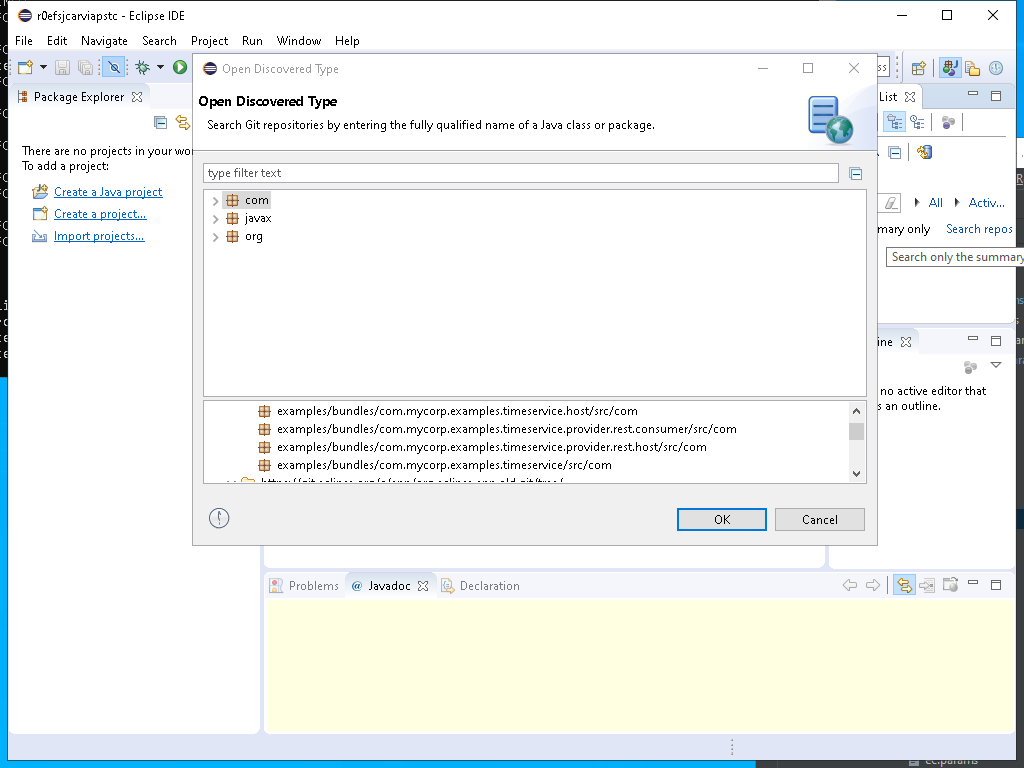 r0efsjcarviapstc - Eclipse IDE
File Edit Navigate Search Project Run Window Help
Open Discovered Type
Package Explorer
List
Open Discovered Type
Search Git repositories by entering the fully qualified name of a Java class or package.
There are no projects in your wo
To add a project:
Create a Java project
Create a project...
Import projects...
type filter text
com
javax
org
All Activ...
mary only Search repos
Search only the summary
ine
no active editor that
s an outline.
examples/bundles/com.mycorp.examples.timeservice.host/src/com
examples/bundles/com.mycorp.examples.timeservice.provider.rest.consumer/src/com
examples/bundles/com.mycorp.examples.timeservice.provider.rest.host/src/com
examples/bundles/com.mycorp.examples.timeservice/src/com
OK Cancel
Problems @ Javadoc Declaration